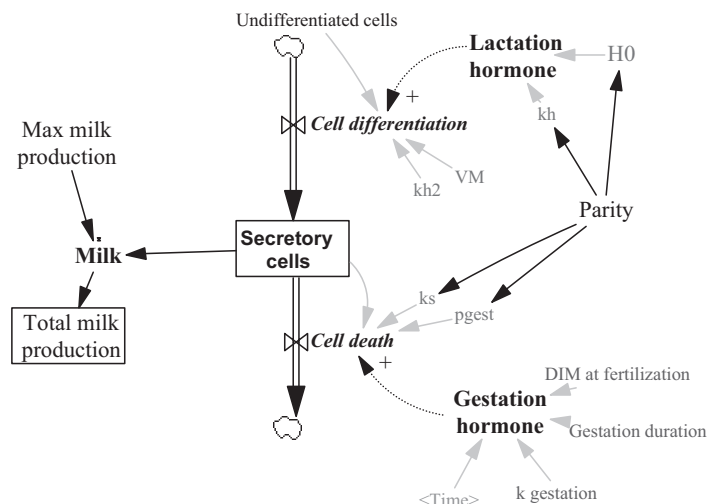 Undifferentiated cells
Lactation
hormone
H0
+
kh
Max milk
production
Cell differentiation
kh2
VM
Parity
Secretory
cells
Milk
ks
pgest
Total milk
production
Cell death
+
DIM at fertilization
Gestation
hormone
Gestation duration
<Time>
k gestation